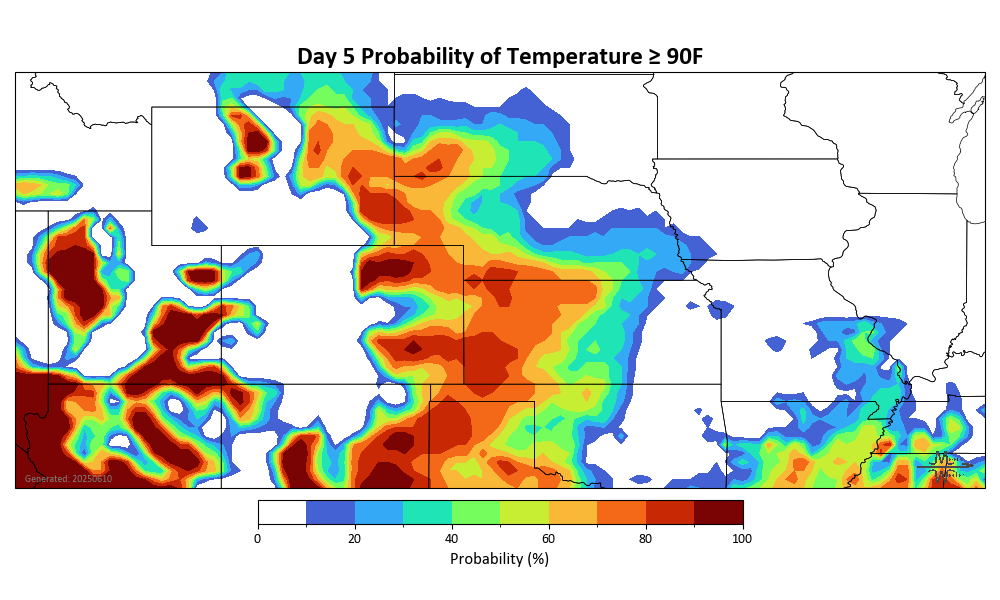 Day 5 Probability of Temperature ≥ 90F
Generated: 20250610
0 20 40 60 80 100
Probability (%)